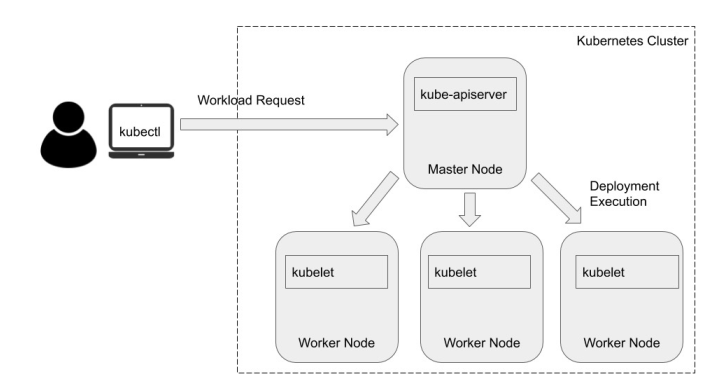 Kubernetes Cluster
kube-apiserver
Workload Request
kubectl
Master Node
Deployment
Execution
kubelet
kubelet
kubelet
Worker Node
Worker Node
Worker Node